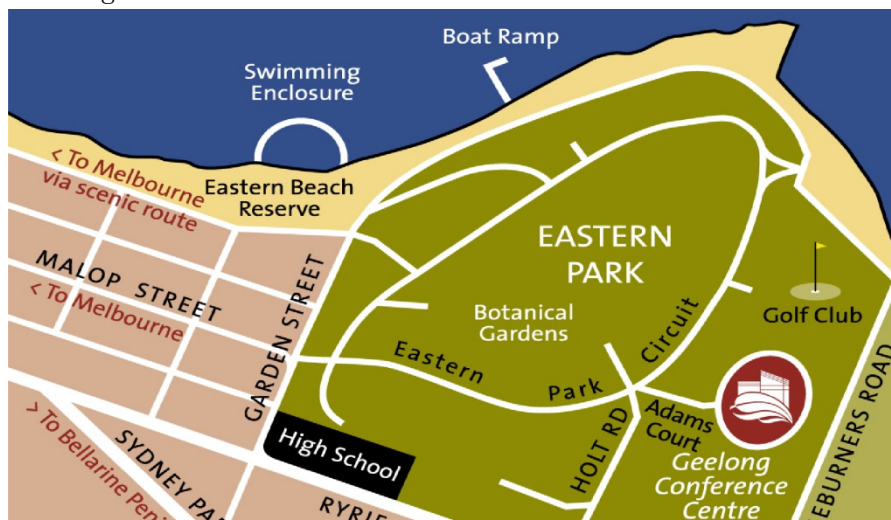 Boat Ramp
Swimming
Enclosure
< To Melbourne
via scenic route
Eastern Beach
Reserve
MALOP STREET
< To Melbourne
GARDEN STREET
EASTERN
PARK
Botanical
Gardens
Golf Club
Eastern Park Circuit
Adams
Court
HOLT RD
High School
Geelong
Conference
Centre
SYDNEY
> To Bellarine
ROAD